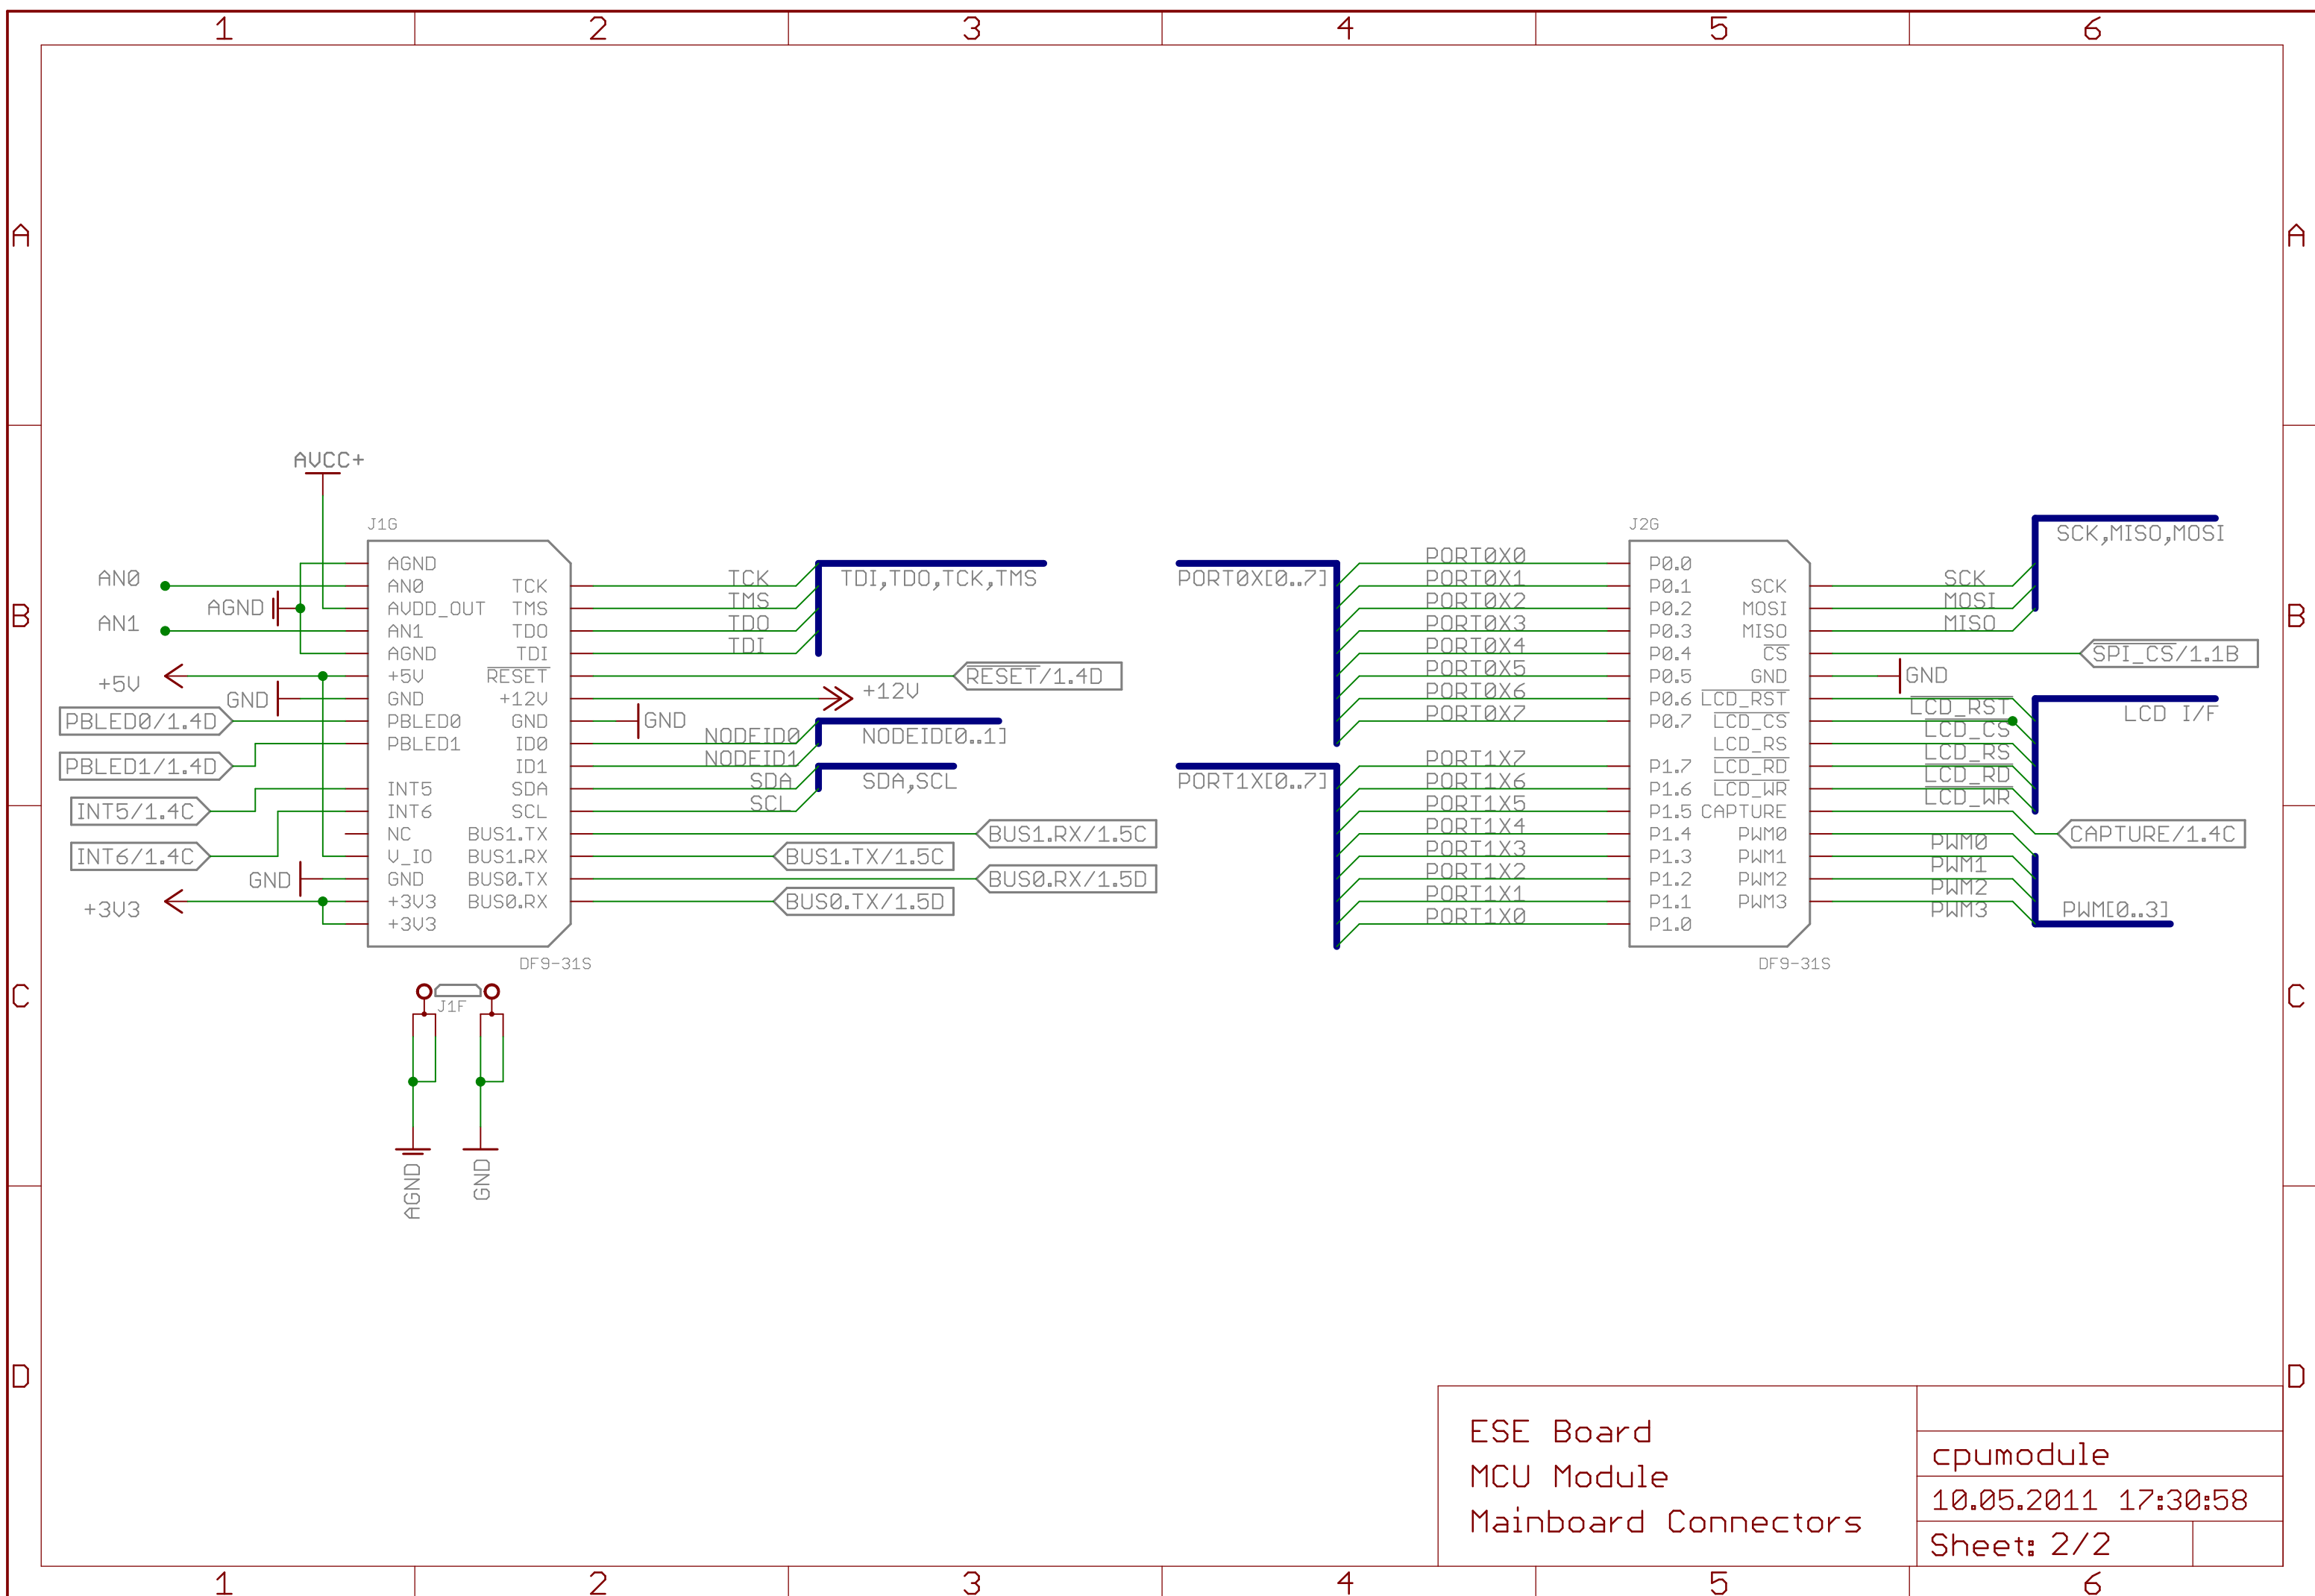 1 2 3 4 5 6
A A
AVCC+
J1G
J2G
SCK,MISO,MOSI
AN0
AGND
AN1
+5V
GND
PBLED0/1.4D
PBLED1/1.4D
INT5/1.4C
INT6/1.4C
GND
+3V3
AGND
AN0 TCK
AVDD_OUT TMS
AN1 TDO
AGND TDI
+5V RESET
GND +12V
PBLED0 GND
PBLED1 ID0
ID1
INT5 SDA
INT6 SCL
NC BUS1.TX
V_IO BUS1.RX
GND BUS0.TX
+3V3 BUS0.RX
+3V3
DF9-31S
TCK
TMS
TDO
TDI
TDI,TDO,TCK,TMS
RESET/1.4D
+12V
GND
NODEID0
NODEID1
NODEID[0..1]
SDA
SCL
SDA,SCL
BUS1.RX/1.5C
BUS1.TX/1.5C
BUS0.RX/1.5D
BUS0.TX/1.5D
PORT0X[0..7]
PORT0X0
PORT0X1
PORT0X2
PORT0X3
PORT0X4
PORT0X5
PORT0X6
PORT0X7
PORT1X[0..7]
PORT1X7
PORT1X6
PORT1X5
PORT1X4
PORT1X3
PORT1X2
PORT1X1
PORT1X0
P0.0
P0.1 SCK
P0.2 MOSI
P0.3 MISO
P0.4 CS
P0.5 GND
P0.6 LCD_RST
P0.7 LCD_CS
LCD_RS
P1.7 LCD_RD
P1.6 LCD_WR
P1.5 CAPTURE
P1.4 PWM0
P1.3 PWM1
P1.2 PWM2
P1.1 PWM3
P1.0
DF9-31S
SCK
MOSI
MISO
SPI_CS/1.1B
GND
LCD_RST
LCD_CS
LCD_RS
LCD_RD
LCD_WR
LCD I/F
CAPTURE/1.4C
PWM0
PWM1
PWM2
PWM3
PWM[0..3]
B B
J1F
AGND
GND
C C
D D
ESE Board
MCU Module
Mainboard Connectors
cpumodule
10.05.2011 17:30:58
Sheet: 2/2
1 2 3 4 5 6